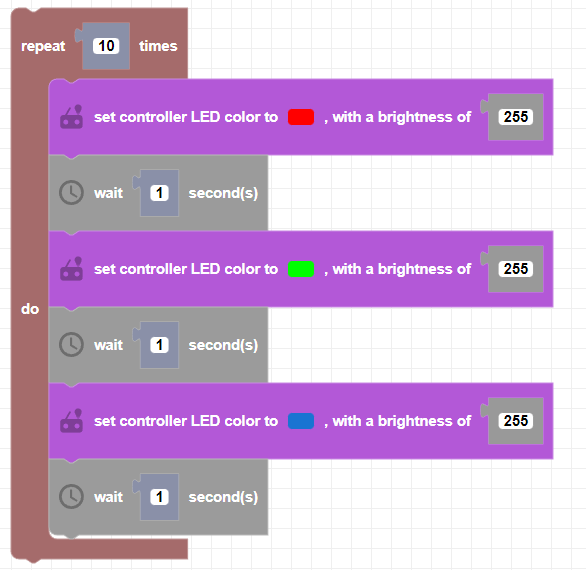 repeat 10 times
set controller LED color to , with a brightness of 255
wait 1 second(s)
set controller LED color to , with a brightness of 255
do
wait 1 second(s)
set controller LED color to , with a brightness of 255
wait 1 second(s)